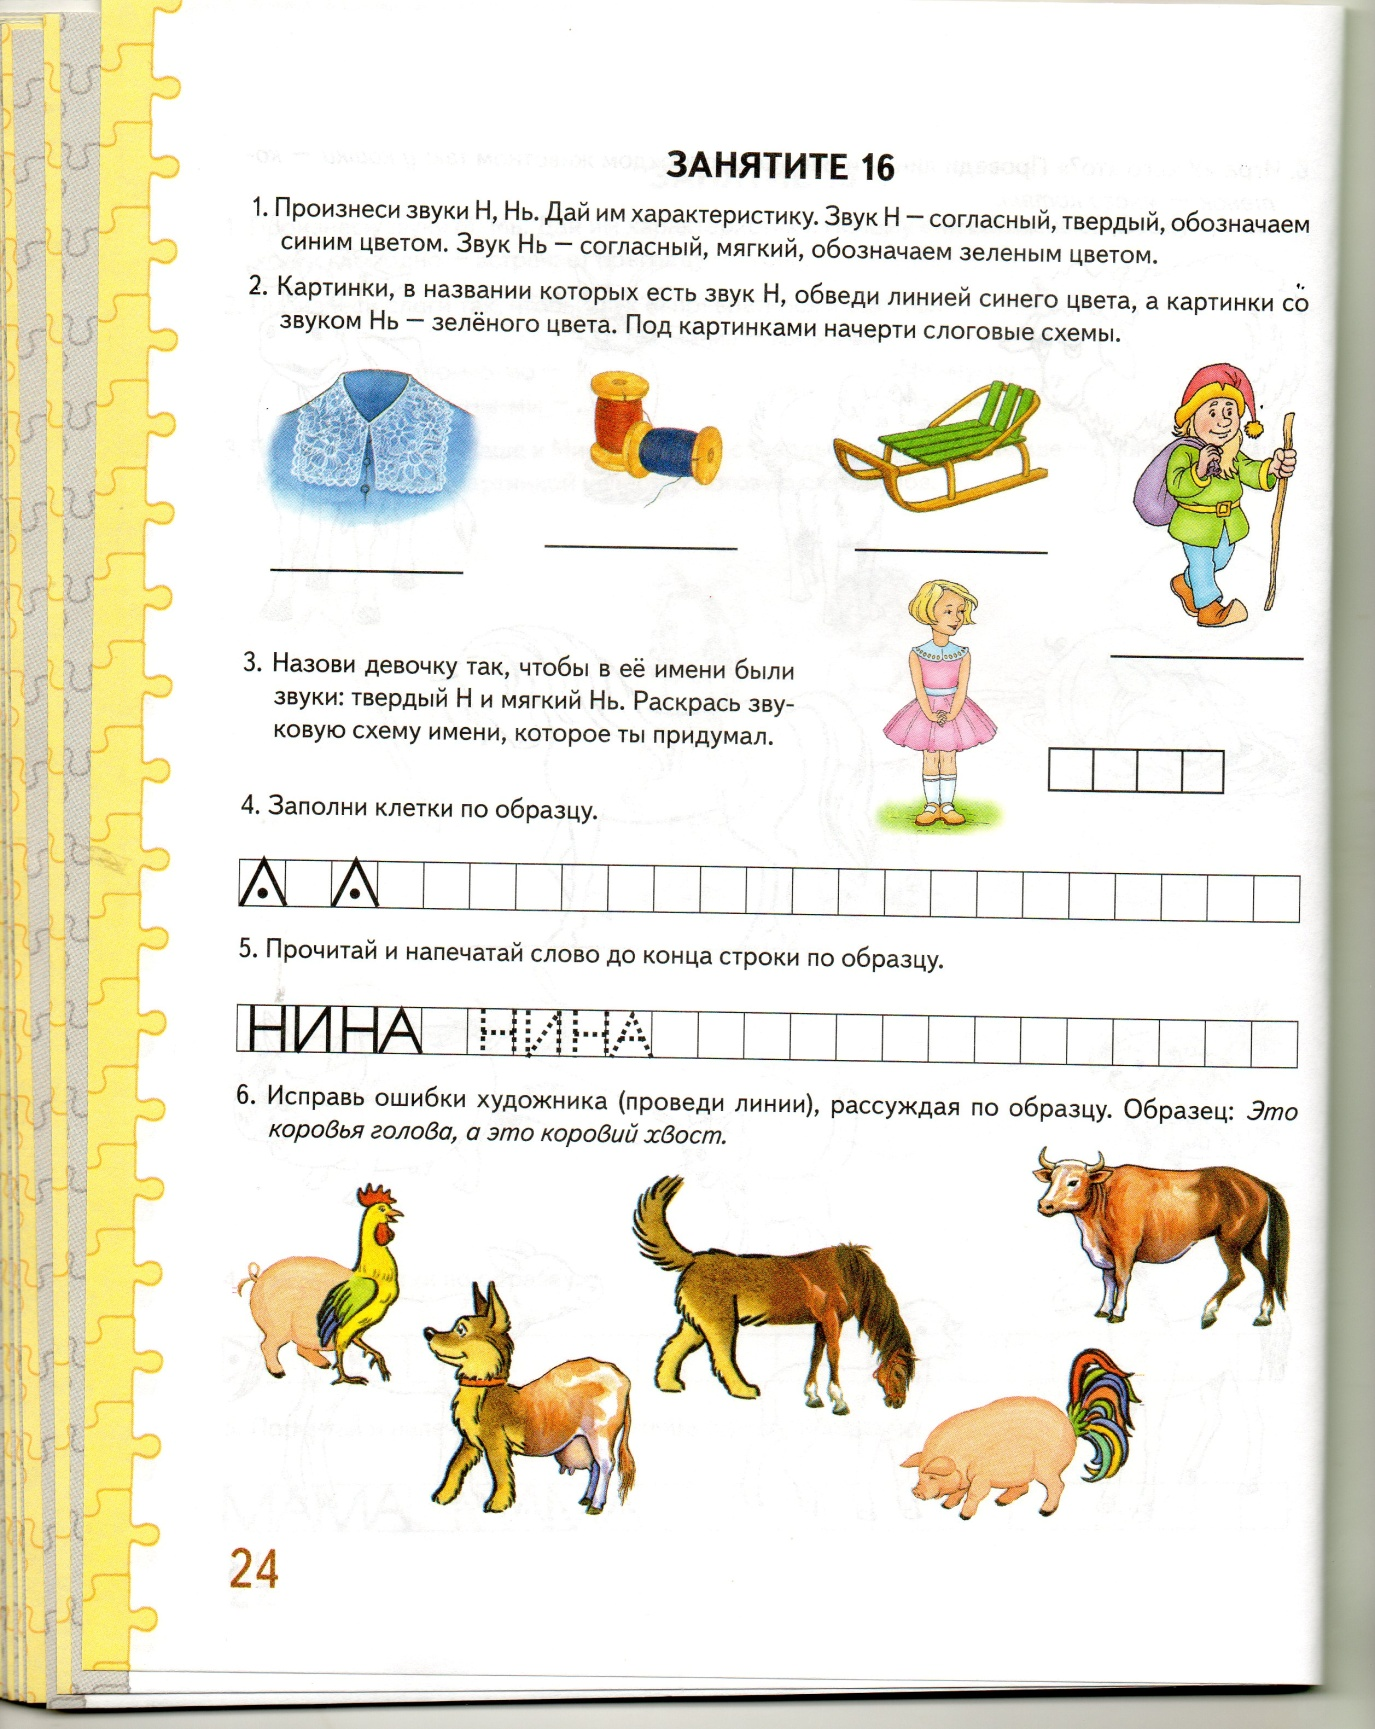 ЗАНЯТИТЕ 16
1. Произнеси звуки Н, Нь. Дай им характеристику. Звук Н – согласный, твердый, обозначаем
синим цветом. Звук Нь – согласный, мягкий, обозначаем зеленым цветом.
2. Картинки, в названии которых есть звук Н, обведи линией синего цвета, а картинки со
звуком Нь – зелёного цвета. Под картинками начерти слоговые схемы.
3. Назови девочку так, чтобы в её имени были
звуки: твердый Н и мягкий Нь. Раскрась зву-
ковую схему имени, которое ты придумал.
4. Заполни клетки по образцу.
5. Прочитай и напечатай слово до конца строки по образцу.
НИНА НИНА
6. Исправь ошибки художника (проведи линии), рассуждая по образцу. Образец: Это
коровья голова, а это коровий хвост.
24